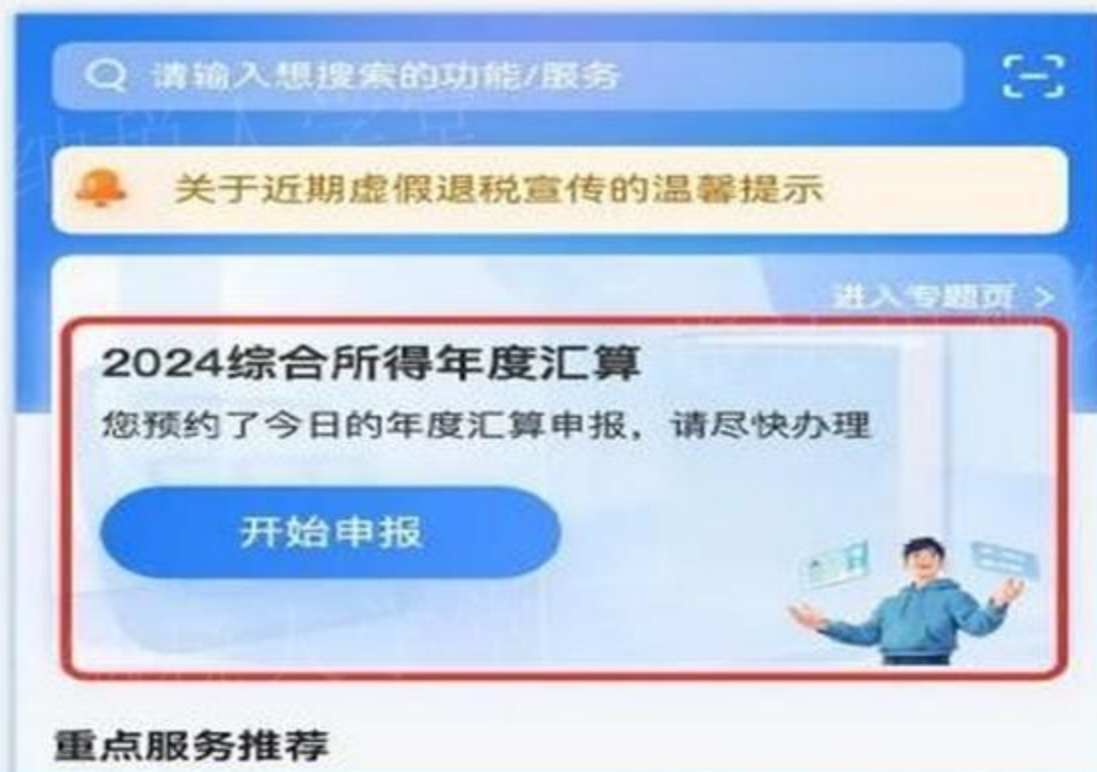 请输入想搜索的功能/服务
关于近期虚假退税宣传的温馨提示
进入专题页 >
2024综合所得年度汇算
您预约了今日的年度汇算申报，请尽快办理
开始申报
重点服务推荐